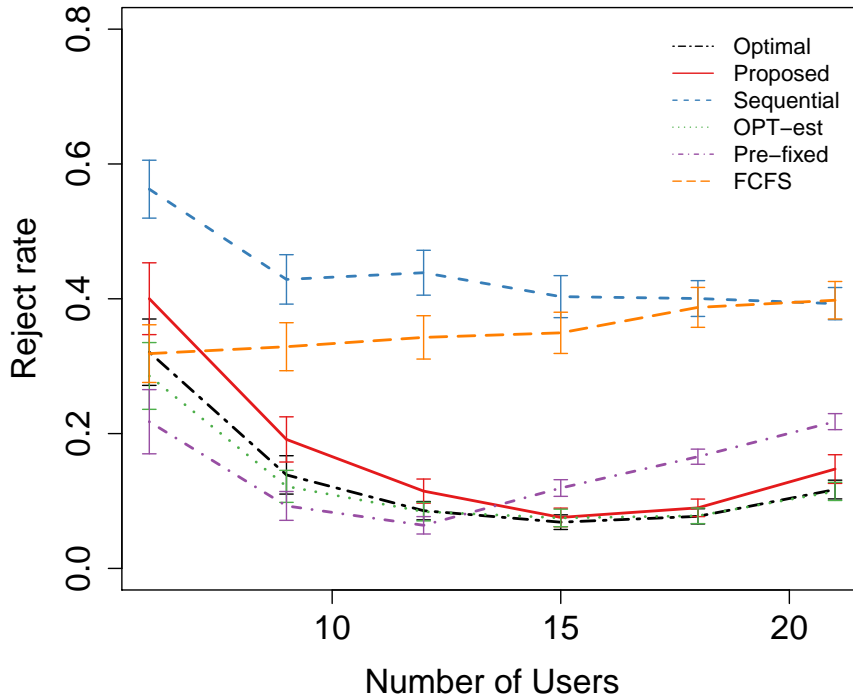 Optimal
Proposed
Sequential
OPT−est
Pre−fixed
FCFS
0.8
0.6
0.4
0.2
0.0
Reject rate
10
15
20
Number of Users